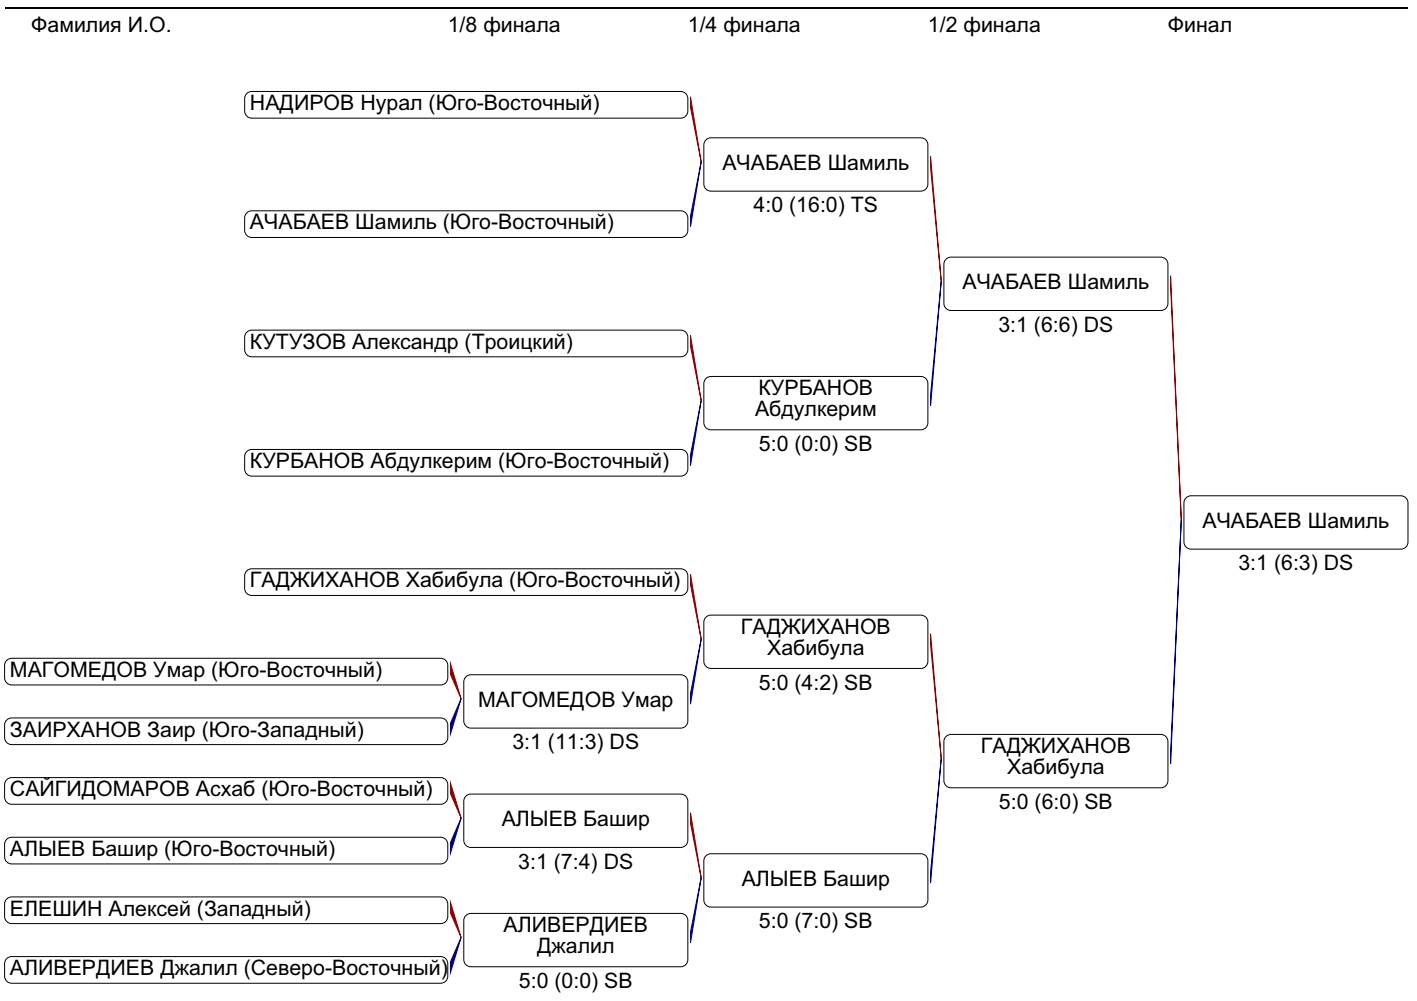 Фамилия И.О.
1/8 финала
1/4 финала
1/2 финала
Финал
НАДИРОВ Нурал (Юго-Восточный)
АЧАБАЕВ Шамиль
4:0 (16:0) TS
АЧАБАЕВ Шамиль (Юго-Восточный)
АЧАБАЕВ Шамиль
3:1 (6:6) DS
КУТУЗОВ Александр (Троицкий)
КУРБАНОВ
Абдулкерим
5:0 (0:0) SB
КУРБАНОВ Абдулкерим (Юго-Восточный)
АЧАБАЕВ Шамиль
3:1 (6:3) DS
ГАДЖИХАНОВ Хабибула (Юго-Восточный)
ГАДЖИХАНОВ
Хабибула
5:0 (4:2) SB
МАГОМЕДОВ Умар (Юго-Восточный)
МАГОМЕДОВ Умар
3:1 (11:3) DS
ЗАИРХАНОВ Заир (Юго-Западный)
ГАДЖИХАНОВ
Хабибула
5:0 (6:0) SB
САЙГИДОМАРОВ Асхаб (Юго-Восточный)
АЛЫЕВ Башир
3:1 (7:4) DS
АЛЫЕВ Башир (Юго-Восточный)
АЛЫЕВ Башир
5:0 (7:0) SB
ЕЛЕШИН Алексей (Западный)
АЛИВЕРДИЕВ
Джалил
5:0 (0:0) SB
АЛИВЕРДИЕВ Джалил (Северо-Восточный)